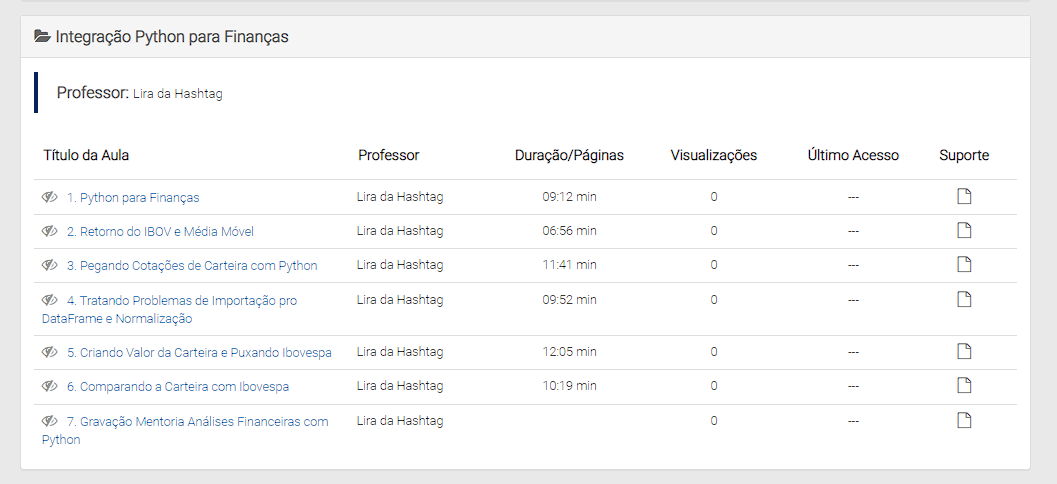 Integração Python para Finanças
Professor: Lira da Hashtag
Título da Aula Professor Duração/Páginas Visualizações Último Acesso Suporte
1. Python para Finanças Lira da Hashtag 09:12 min 0 ---
2. Retorno do IBOV e Média Móvel Lira da Hashtag 06:56 min 0 ---
3. Pegando Cotações de Carteira com Python Lira da Hashtag 11:41 min 0 ---
4. Tratando Problemas de Importação pro Lira da Hashtag 09:52 min 0 ---
DataFrame e Normalização
5. Criando Valor da Carteira e Puxando Ibovespa Lira da Hashtag 12:05 min 0 ---
6. Comparando a Carteira com Ibovespa Lira da Hashtag 10:19 min 0 ---
7. Gravação Mentoria Análises Financeiras com Lira da Hashtag 0 ---
Python